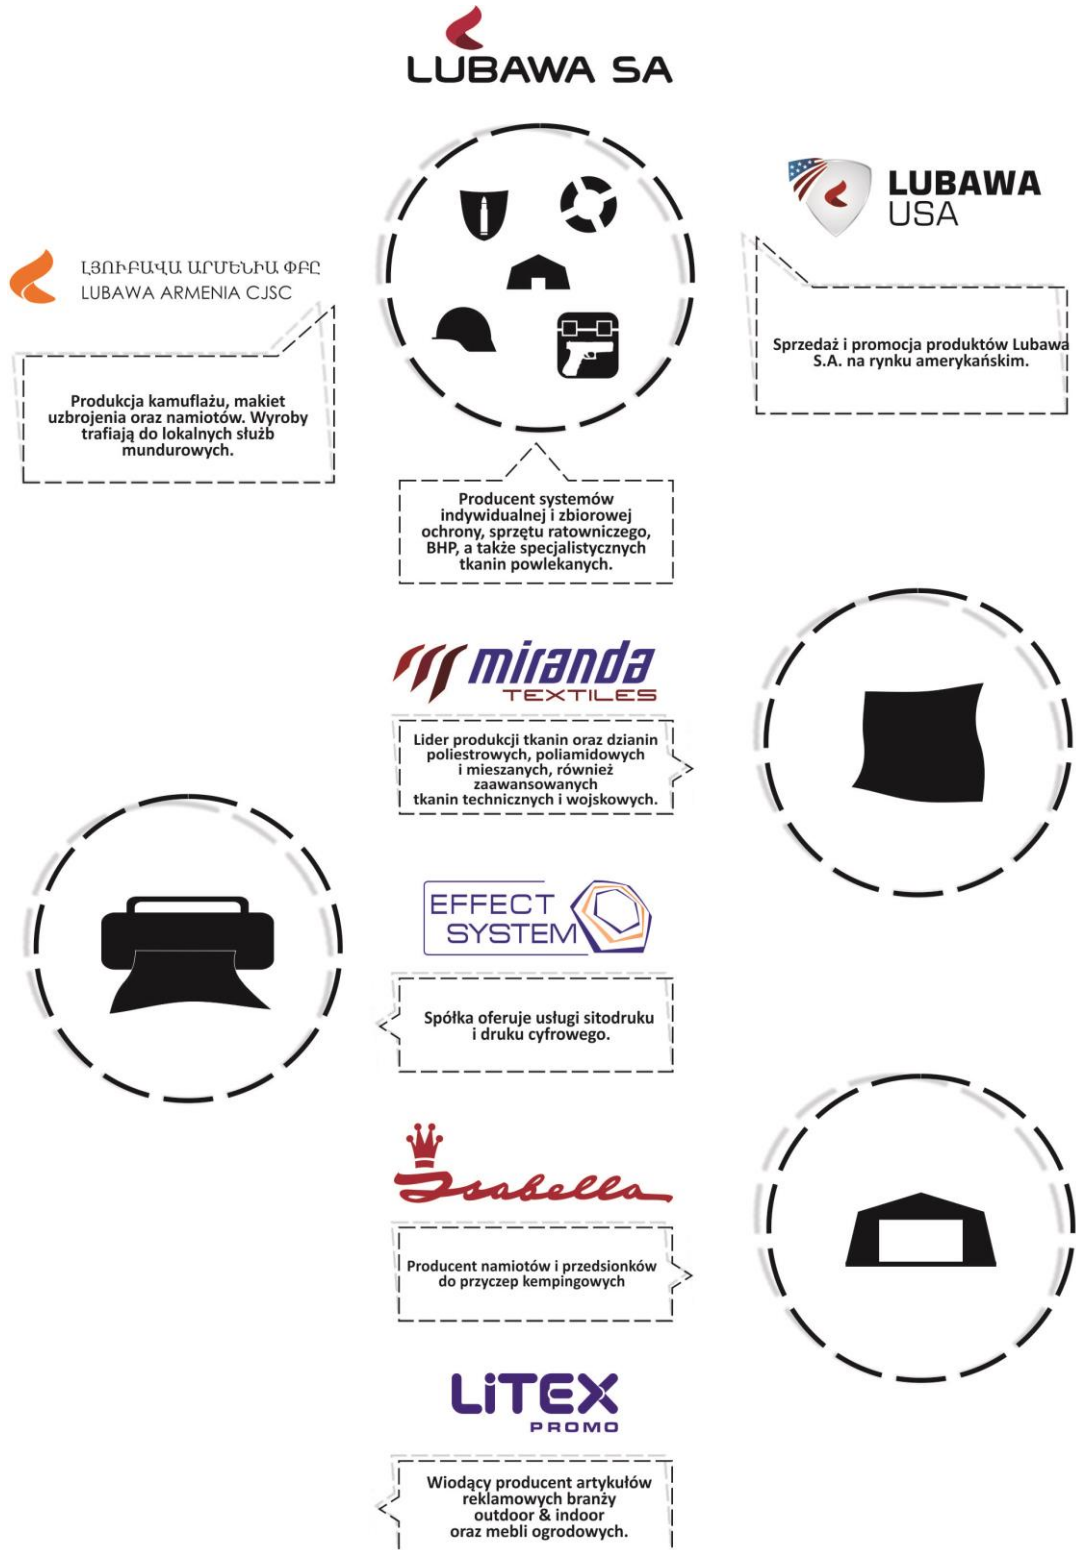 LUBAWA SA
LUBAWA
USA
ԼՅՈՒԲԱՎԱ ԱՐՄԵՆԻԱ ՓԲԸ
LUBAWA ARMENIA CJSC
Sprzedaż i promocja produktów Lubawa
S.A. na rynku amerykańskim.
Produkcja kamuflażu, makiet
uzbrojenia oraz namiotów. Wyroby
trafiają do lokalnych służb
mundurowych.
Producent systemów
indywidualnej i zbiorowej
ochrony, sprzętu ratowniczego,
BHP, a także specjalistycznych
tkanin powlekanych.
miranda
TEXTILES
Lider produkcji tkanin oraz dzianin
poliestrowych, poliamidowych
i mieszanych, również
zaawansowanych
tkanin technicznych i wojskowych.
EFFECT
SYSTEM
Spółka oferuje usługi sitodruku
i druku cyfrowego.
Isabella
Producent namiotów i przedsionków
do przyczep kempingowych
LiTEX
PROMO
Wiodący producent artykułów
reklamowych branży
outdoor & indoor
oraz mebli ogrodowych.